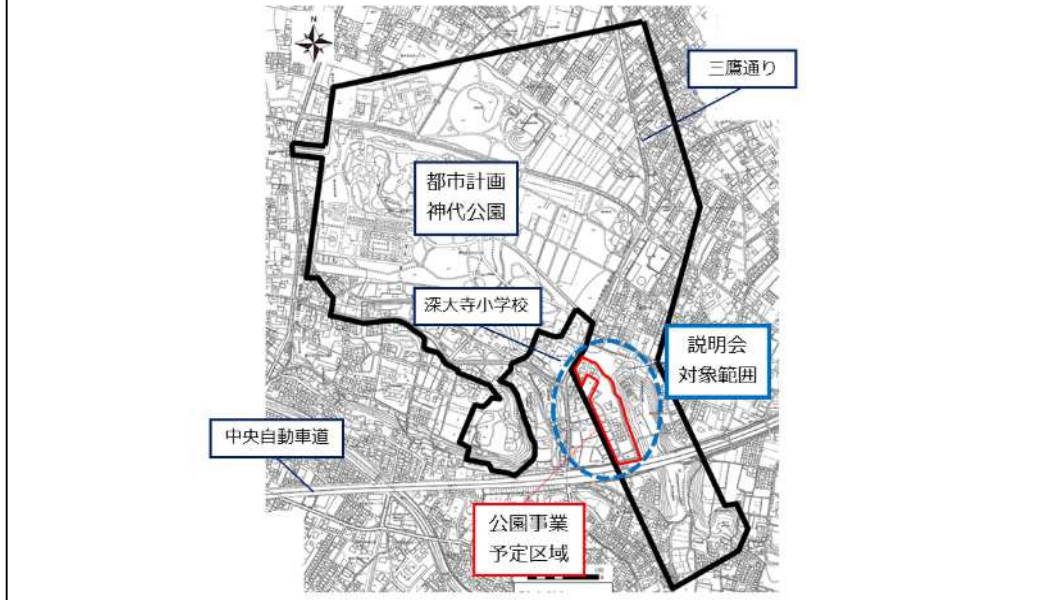 N
三鷹通り
都市計画
神代公園
深大寺小学校
説明会
対象範囲
中央自動車道
公園事業
予定区域